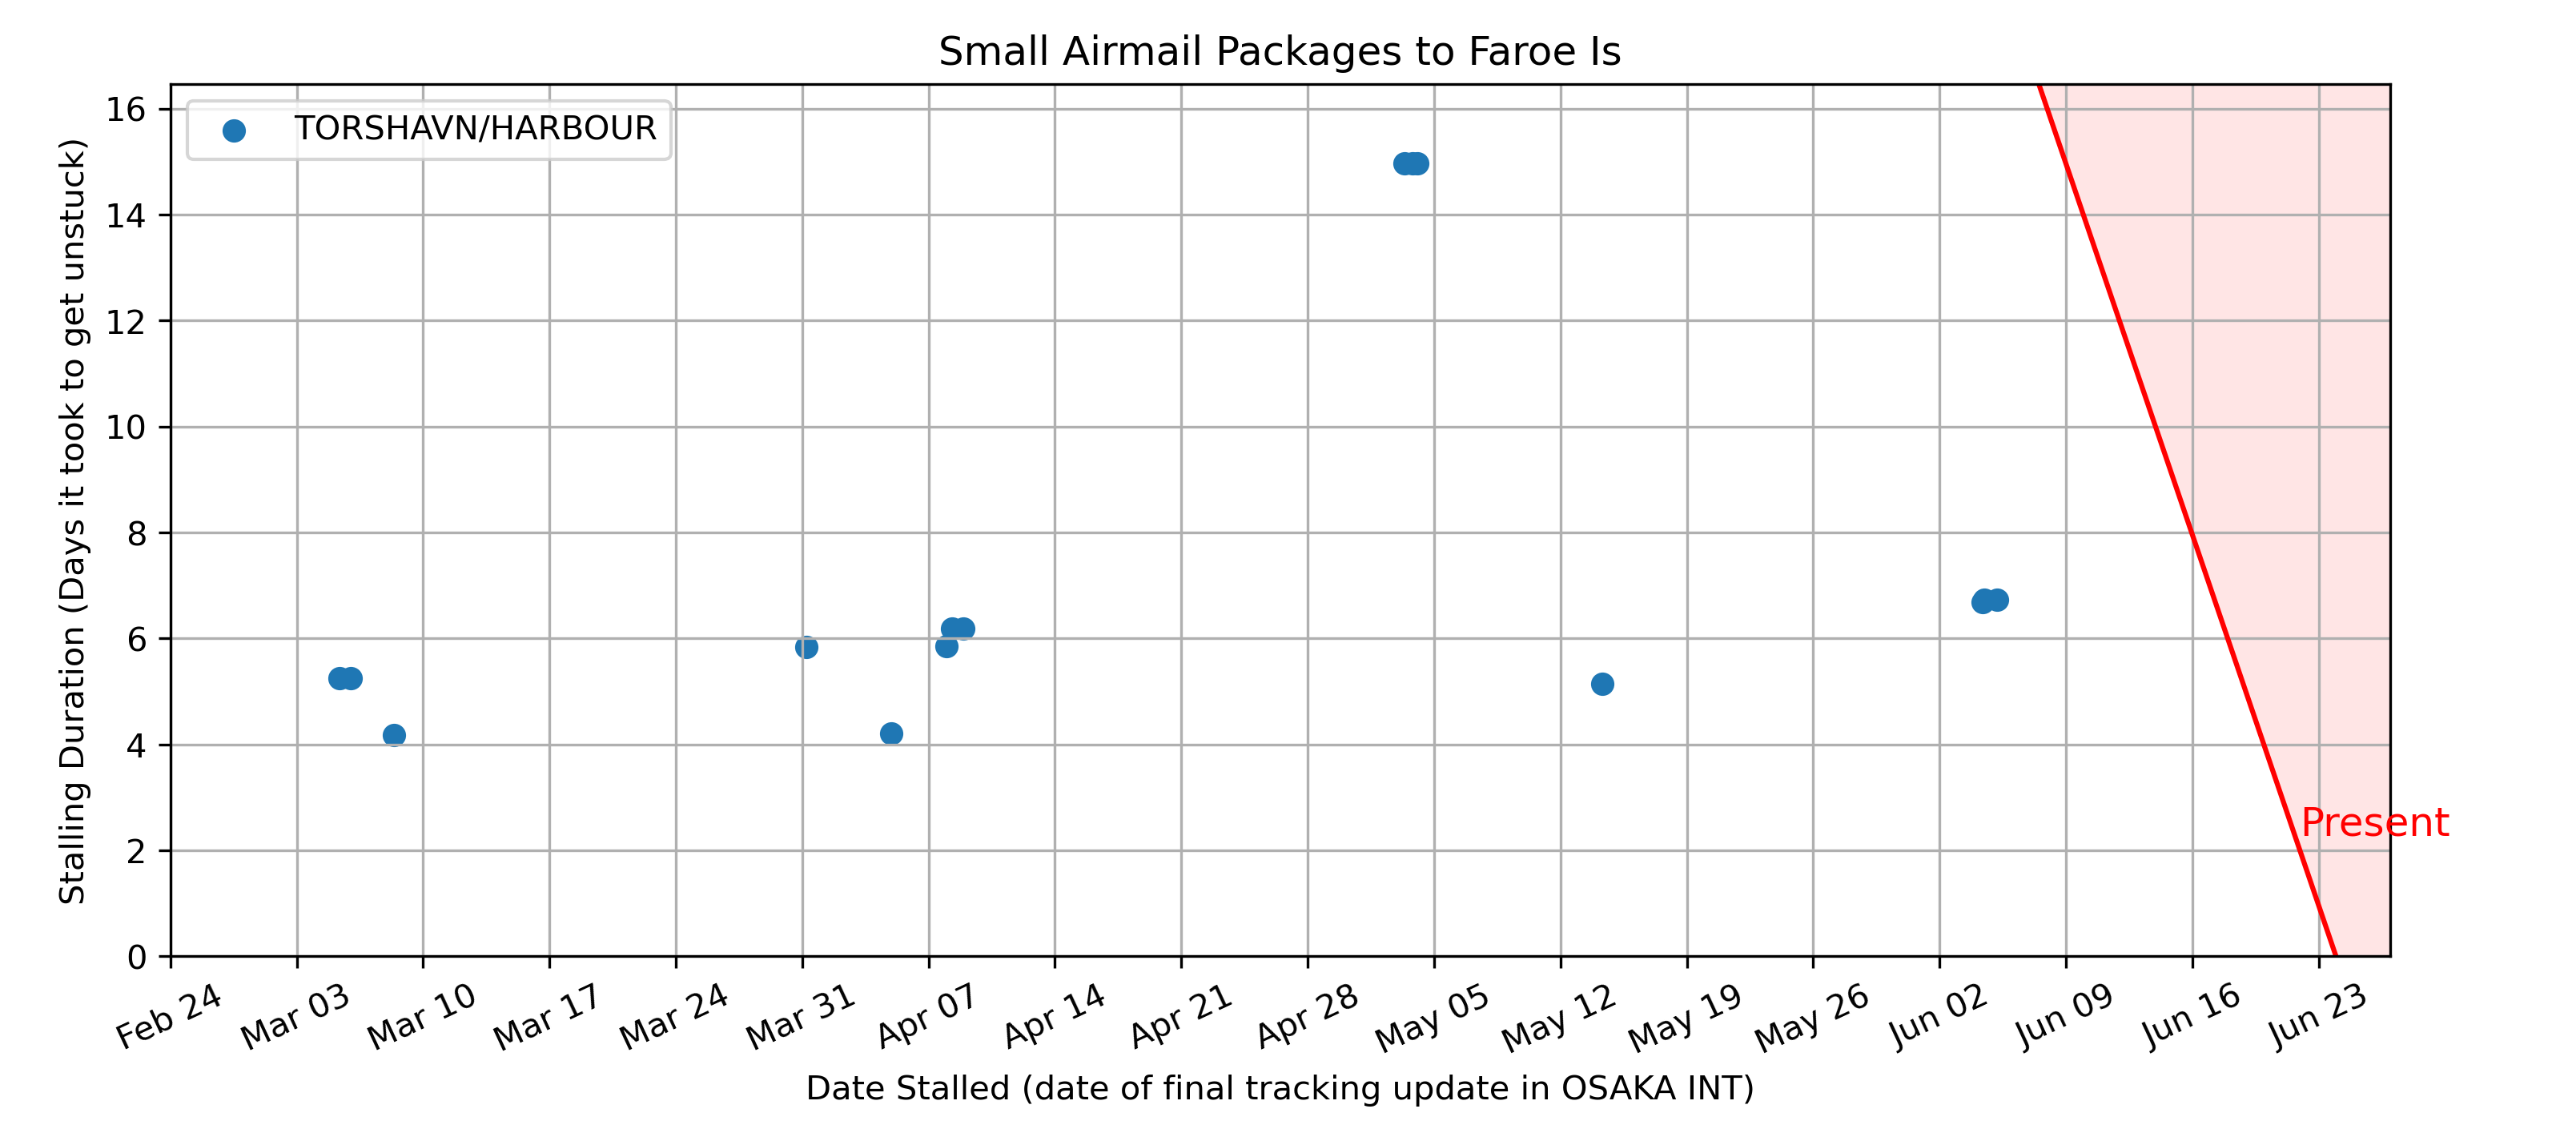 Small Airmail Packages to Faroe Is
TORSHAVN/HARBOUR
Stalling Duration (Days it took to get unstuck)
16
14
12
10
8
6
4
2
0
Present
Feb 24
Mar 03
Mar 10
Mar 17
Mar 24
Mar 31
Apr 07
Apr 14
Apr 21
Apr 28
May 05
May 12
May 19
May 26
Jun 02
Jun 09
Jun 16
Jun 23
Date Stalled (date of final tracking update in OSAKA INT)